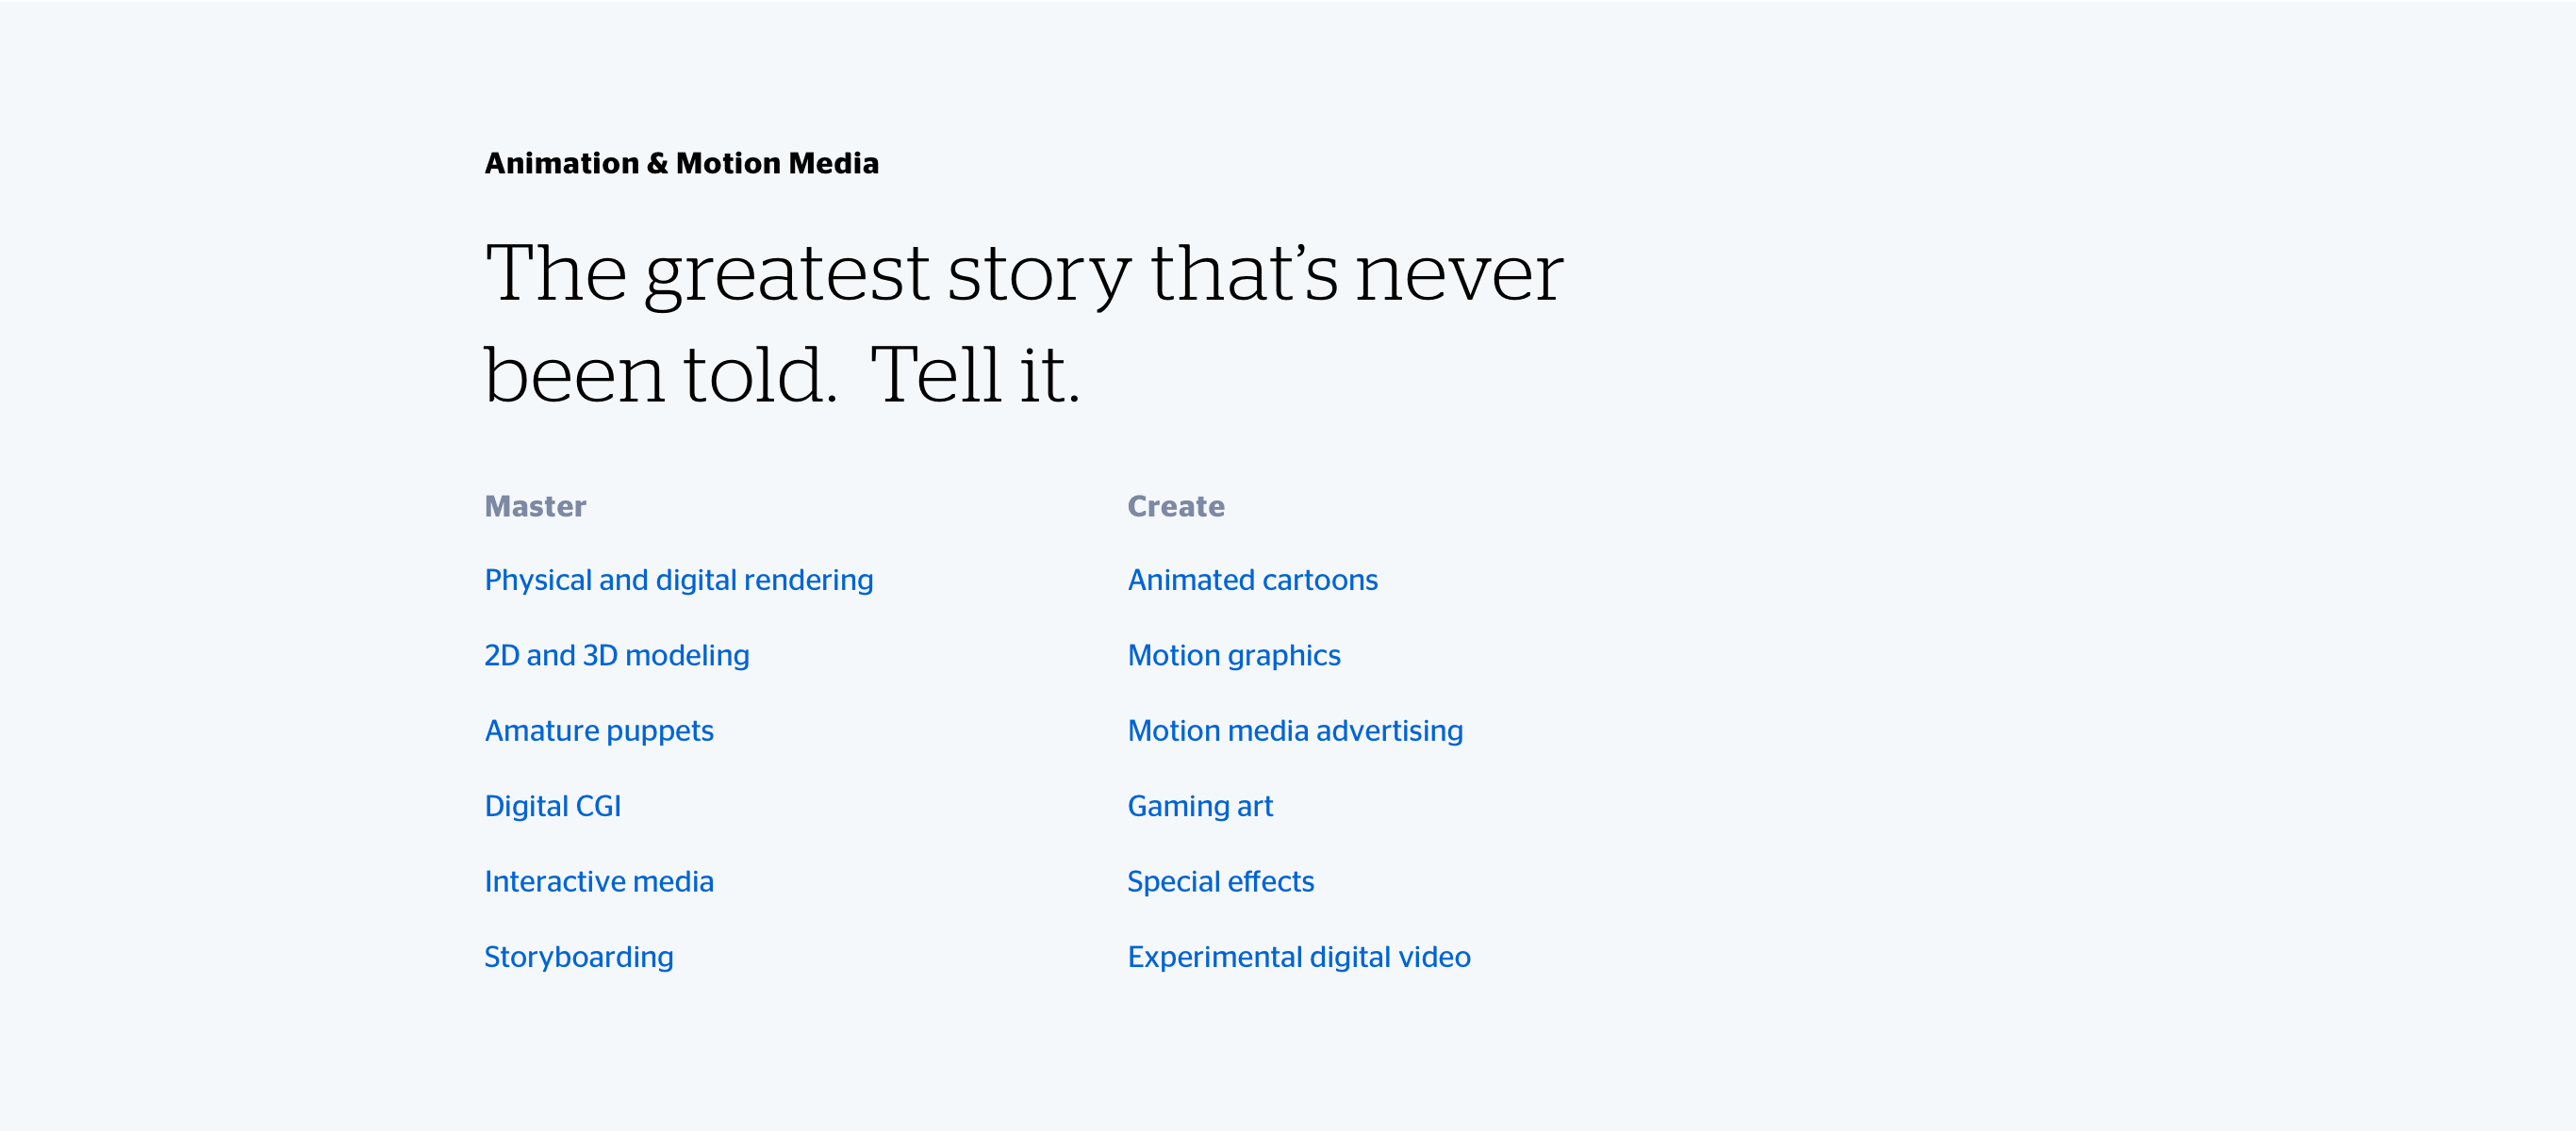 Animation & Motion Media
The greatest story that’s never
been told.  Tell it.
Master
Physical and digital rendering
2D and 3D modeling
Amature puppets
Digital CGI
Interactive media
Storyboarding
Create
Animated cartoons
Motion graphics
Motion media advertising
Gaming art
Special effects
Experimental digital video